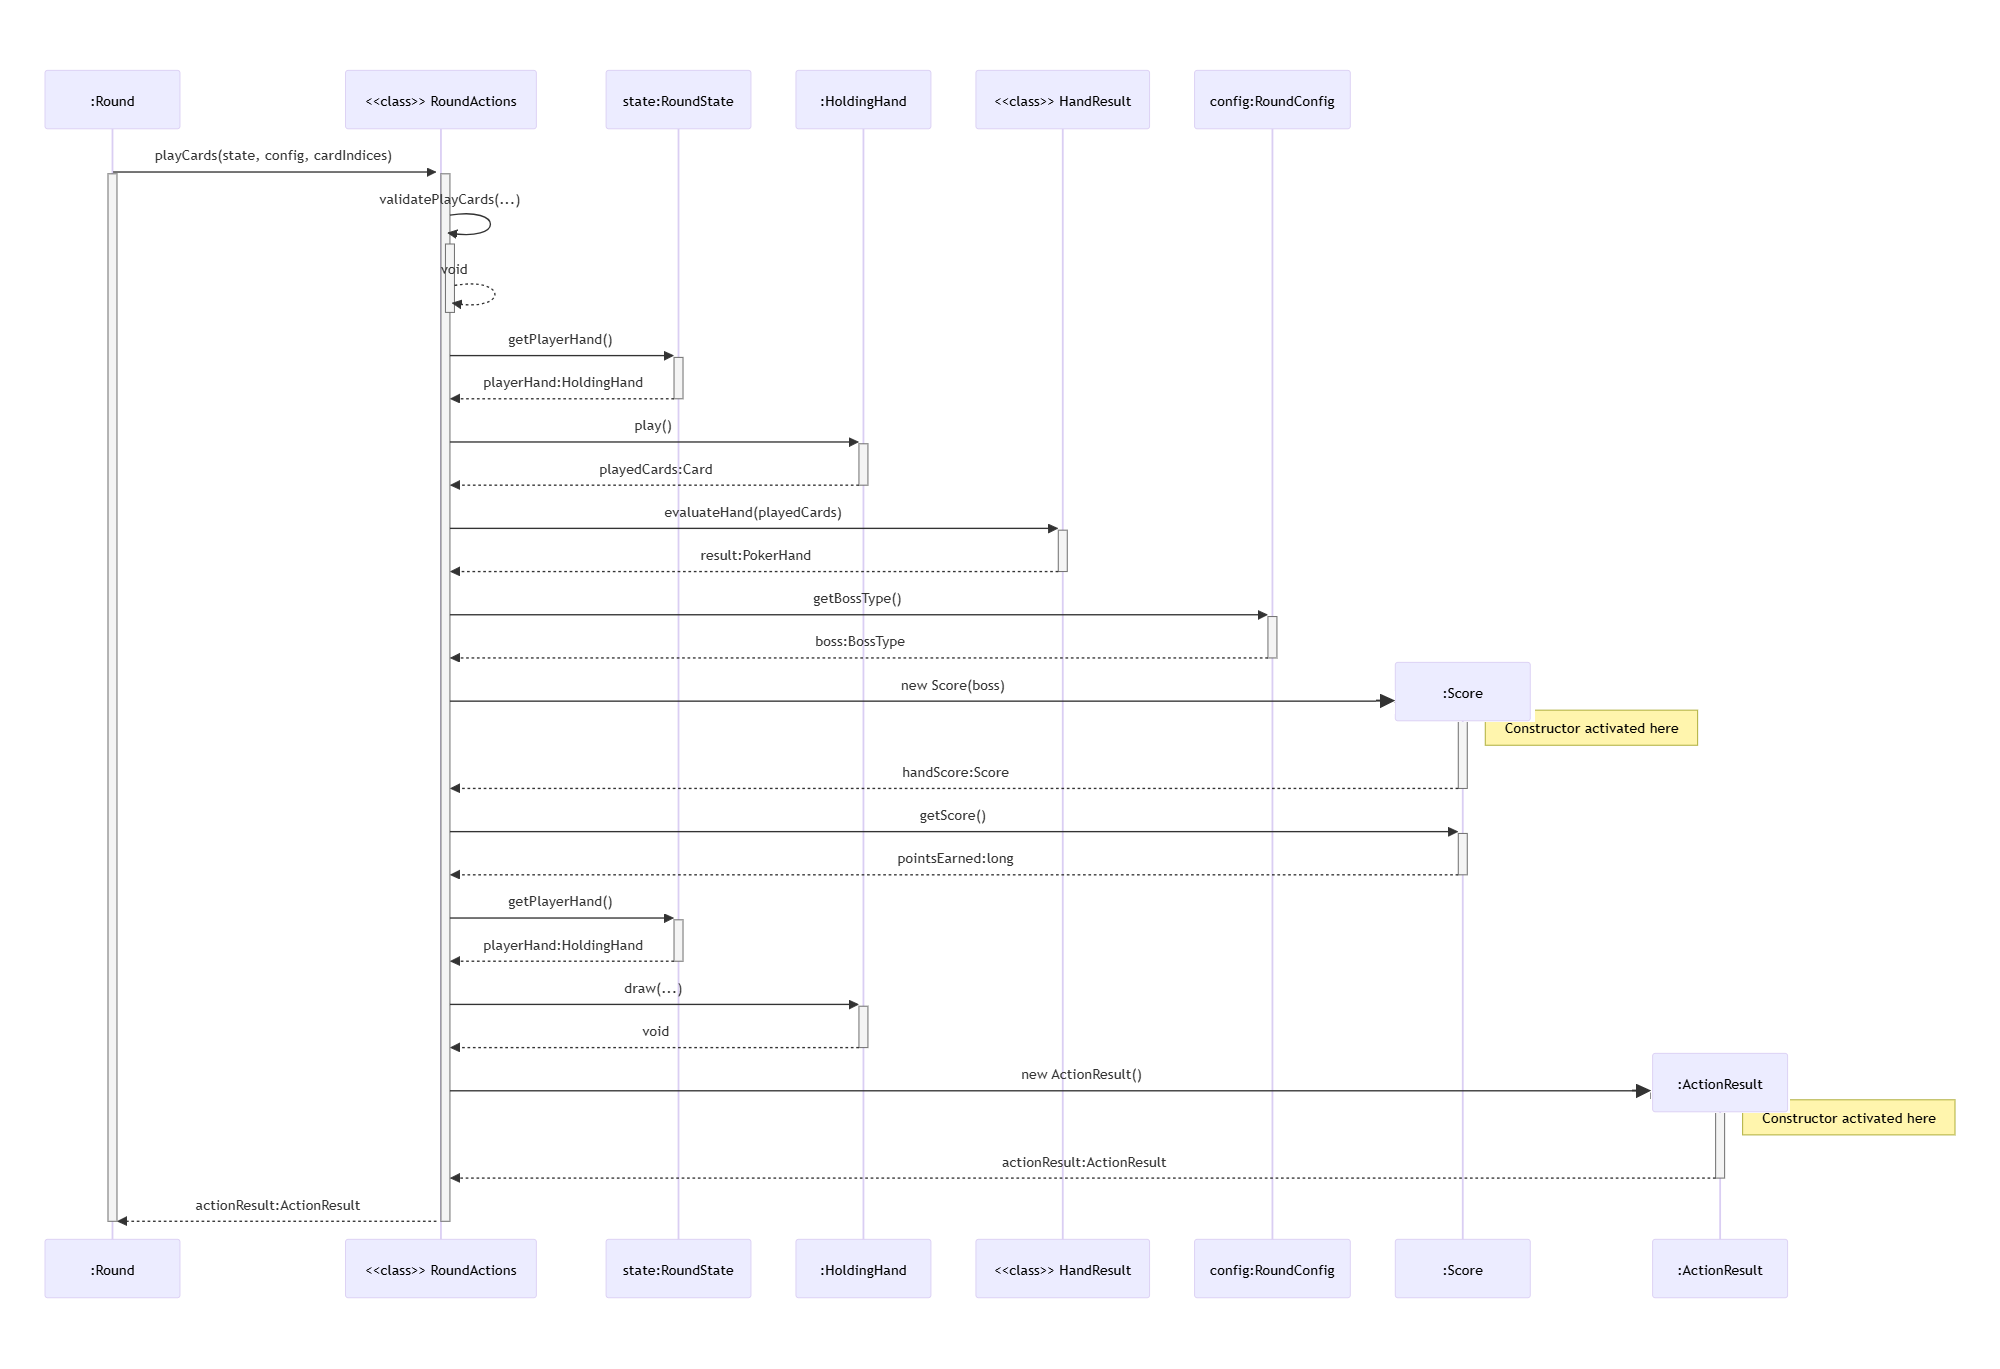 :Round
<<class>> RoundActions
state:RoundState
:HoldingHand
<<class>> HandResult
config:RoundConfig
playCards(state, config, cardIndices)
validatePlayCards(...)
void
getPlayerHand()
playerHand:HoldingHand
play()
playedCards:Card
evaluateHand(playedCards)
result:PokerHand
getBossType()
boss:BossType
new Score(boss)
:Score
Constructor activated here
handScore:Score
getScore()
pointsEarned:long
getPlayerHand()
playerHand:HoldingHand
draw(...)
void
new ActionResult()
:ActionResult
Constructor activated here
actionResult:ActionResult
actionResult:ActionResult
:Round
<<class>> RoundActions
state:RoundState
:HoldingHand
<<class>> HandResult
config:RoundConfig
:Score
:ActionResult